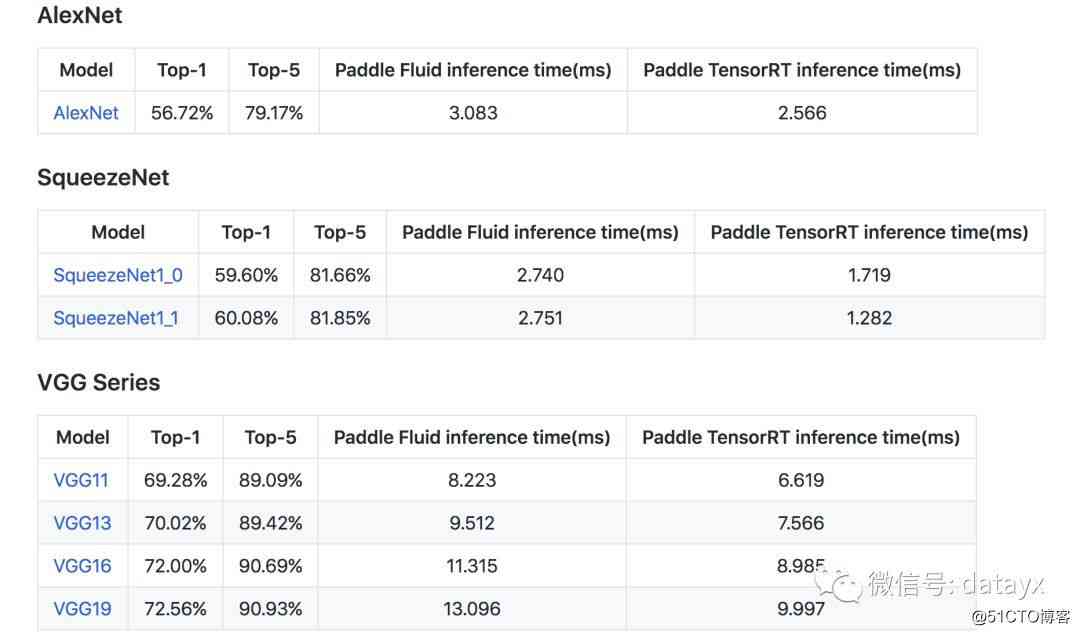 AlexNet
Model Top-1 Top-5 Paddle Fluid inference time(ms) Paddle TensorRT inference time(ms)
AlexNet 56.72% 79.17% 3.083 2.566
SqueezeNet
Model Top-1 Top-5 Paddle Fluid inference time(ms) Paddle TensorRT inference time(ms)
SqueezeNet1_0 59.60% 81.66% 2.740 1.719
SqueezeNet1_1 60.08% 81.85% 2.751 1.282
VGG Series
Model Top-1 Top-5 Paddle Fluid inference time(ms) Paddle TensorRT inference time(ms)
VGG11 69.28% 89.09% 8.223 6.619
VGG13 70.02% 89.42% 9.512 7.566
VGG16 72.00% 90.69% 11.315 8.985
微信号: datayx
VGG19 72.56% 90.93% 13.096 9.997
@51CTO博客